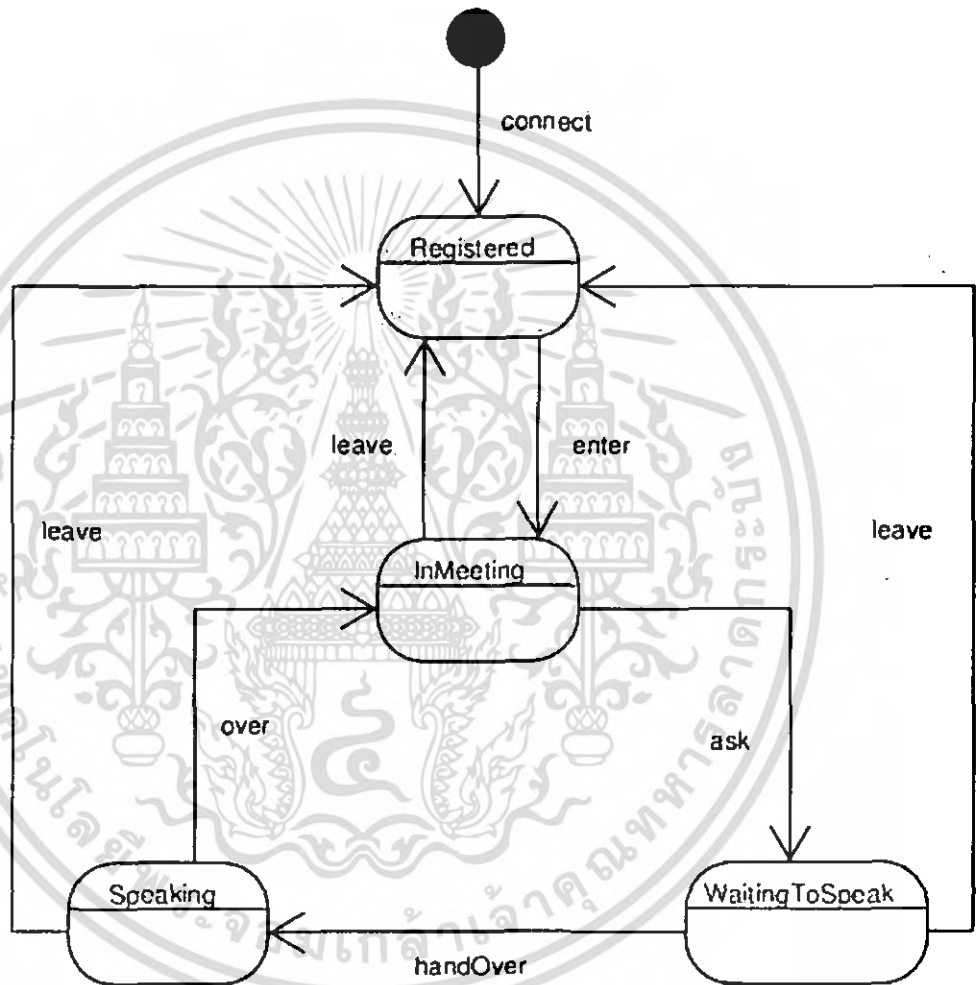 connect
Registered
leave
enter
leave
leave
InMeeting
over
ask
Speaking
WaitingToSpeak
handOver